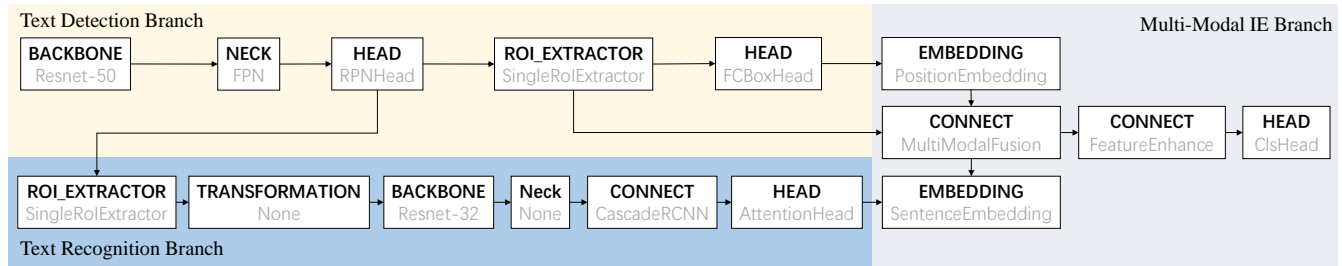 Text Detection Branch
Multi-Modal IE Branch
BACKBONE
Resnet-50
NECK
FPN
HEAD
RPNHead
ROI_EXTRACTOR
SingleRoIExtractor
HEAD
FCBoxHead
EMBEDDING
PositionEmbedding
CONNECT
MultiModalFusion
CONNECT
FeatureEnhance
HEAD
ClsHead
ROI_EXTRACTOR
SingleRoIExtractor
TRANSFORMATION
None
BACKBONE
Resnet-32
Neck
None
CONNECT
CascadeRCNN
HEAD
AttentionHead
EMBEDDING
SentenceEmbedding
Text Recognition Branch